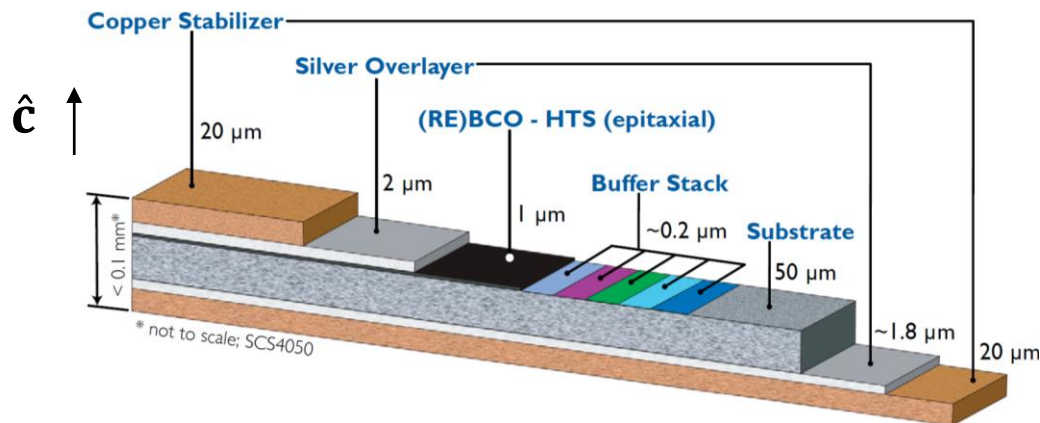 Copper Stabilizer
Silver Overlayer
ĉ
(RE)BCO - HTS (epitaxial)
20 µm
2 µm
1 µm
Buffer Stack
~0.2 µm
Substrate
50 µm
<0.1 mm*
* not to scale; SCS4050
~1.8 µm
20 µm